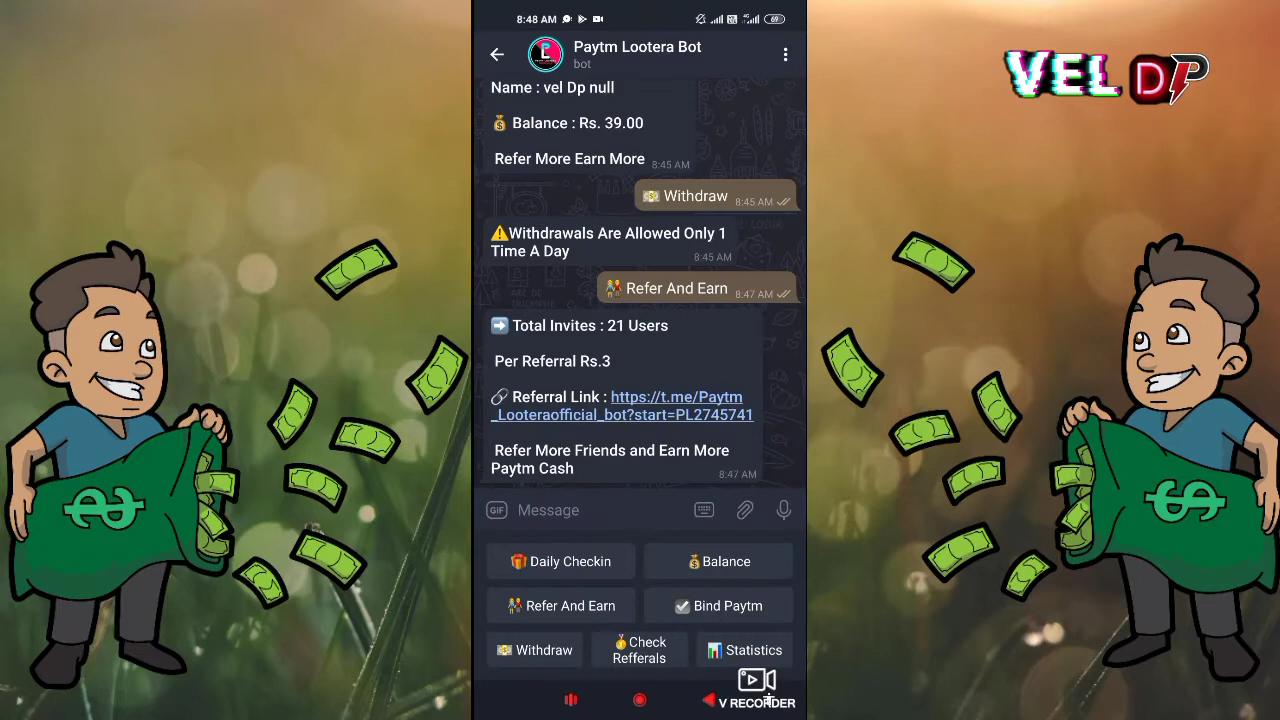 8:48 AM
4G
69
VEL DP
Paytm Lootera Bot
bot
Name : vel Dp null
💰 Balance : Rs. 39.00
Refer More Earn More 8:45 AM
💵 Withdraw 8:45 AM
⚠️Withdrawals Are Allowed Only 1
Time A Day 8:45 AM
👫 Refer And Earn 8:47 AM
➡️ Total Invites : 21 Users
Per Referral Rs.3
🔗 Referral Link : https://t.me/Paytm
_Looteraofficial_bot?start=PL2745741
Refer More Friends and Earn More
Paytm Cash 8:47 AM
GIF Message
🎁 Daily Checkin
💰Balance
👫 Refer And Earn
✅ Bind Paytm
💵 Withdraw
🏅Check
Refferals
📊 Statistics
V RECORDER